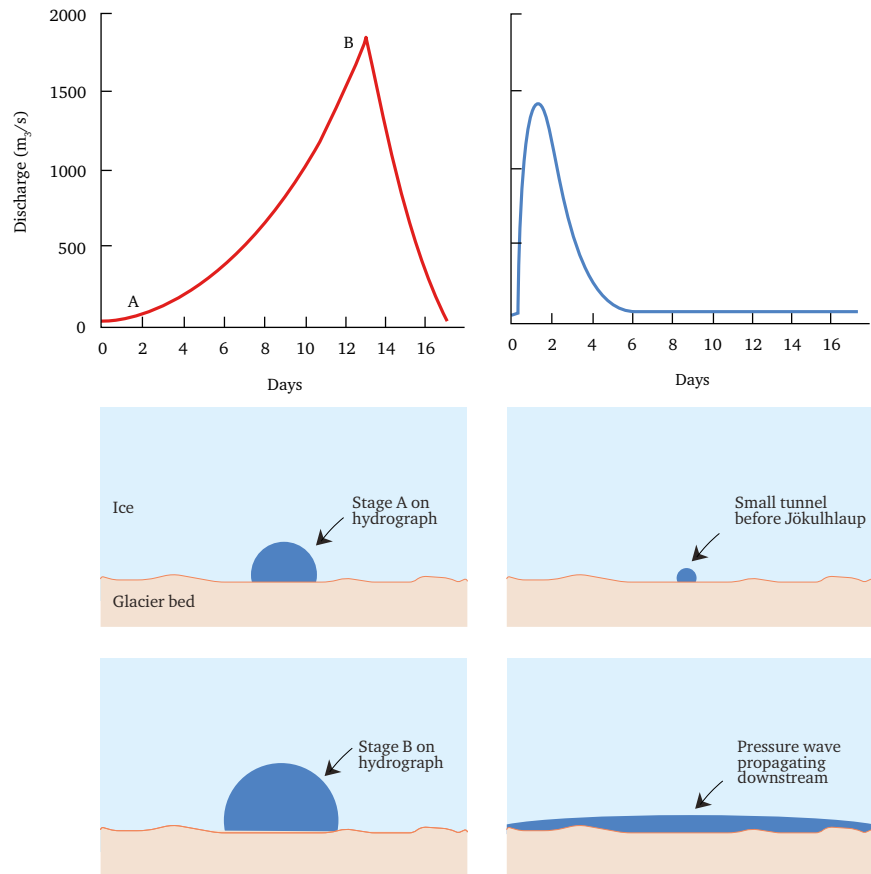 2000
1500
1000
500
0
Discharge (m₃/s)
A
B
0 2 4 6 8 10 12 14 16
Days
0 2 4 6 8 10 12 14 16
Days
Ice
Stage A on
hydrograph
Glacier bed
Small tunnel
before Jökulhlaup
Stage B on
hydrograph
Pressure wave
propagating
downstream